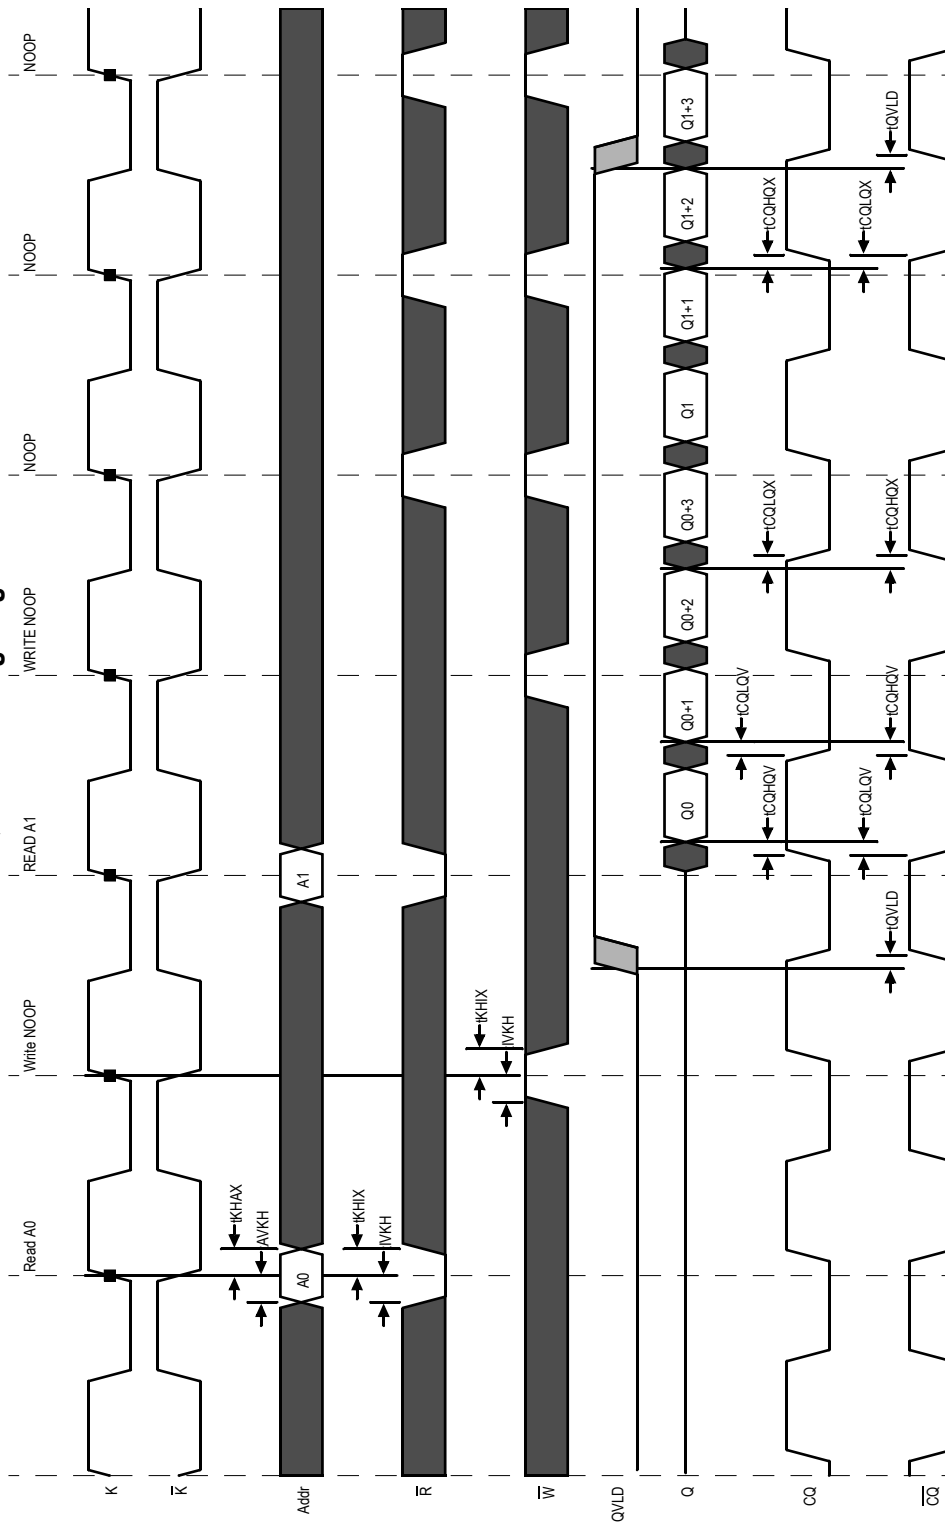 Read A0 Write NOOP READ A1 WRITE NOOP NOOP NOOP NOOP
K
K̅
tKHAX
AVKH
Addr A0 A1
tKHIX
IVKH
R̅
tKHIX
IVKH
W̅
QVLD
Q Q0 Q0+1 Q0+2 Q0+3 Q1 Q1+1 Q1+2 Q1+3
tCQLQV
tCQHQV tCQLQX tCQHQX
CQ
tCQLQV tCQLQX
tQVLD tCQHQV tCQHQX tQVLD
C̅Q̅